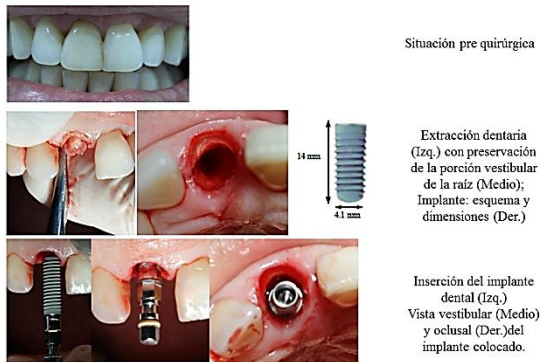 Situación pre quirúrgica
Extracción dentaria
(Izq.) con preservación
de la porción vestibular
de la raíz (Medio);
Implante: esquema y
dimensiones (Der.)
14 mm
4.1 mm
Inserción del implante
dental (Izq.)
Vista vestibular (Medio)
y oclusal (Der.)del
implante colocado.